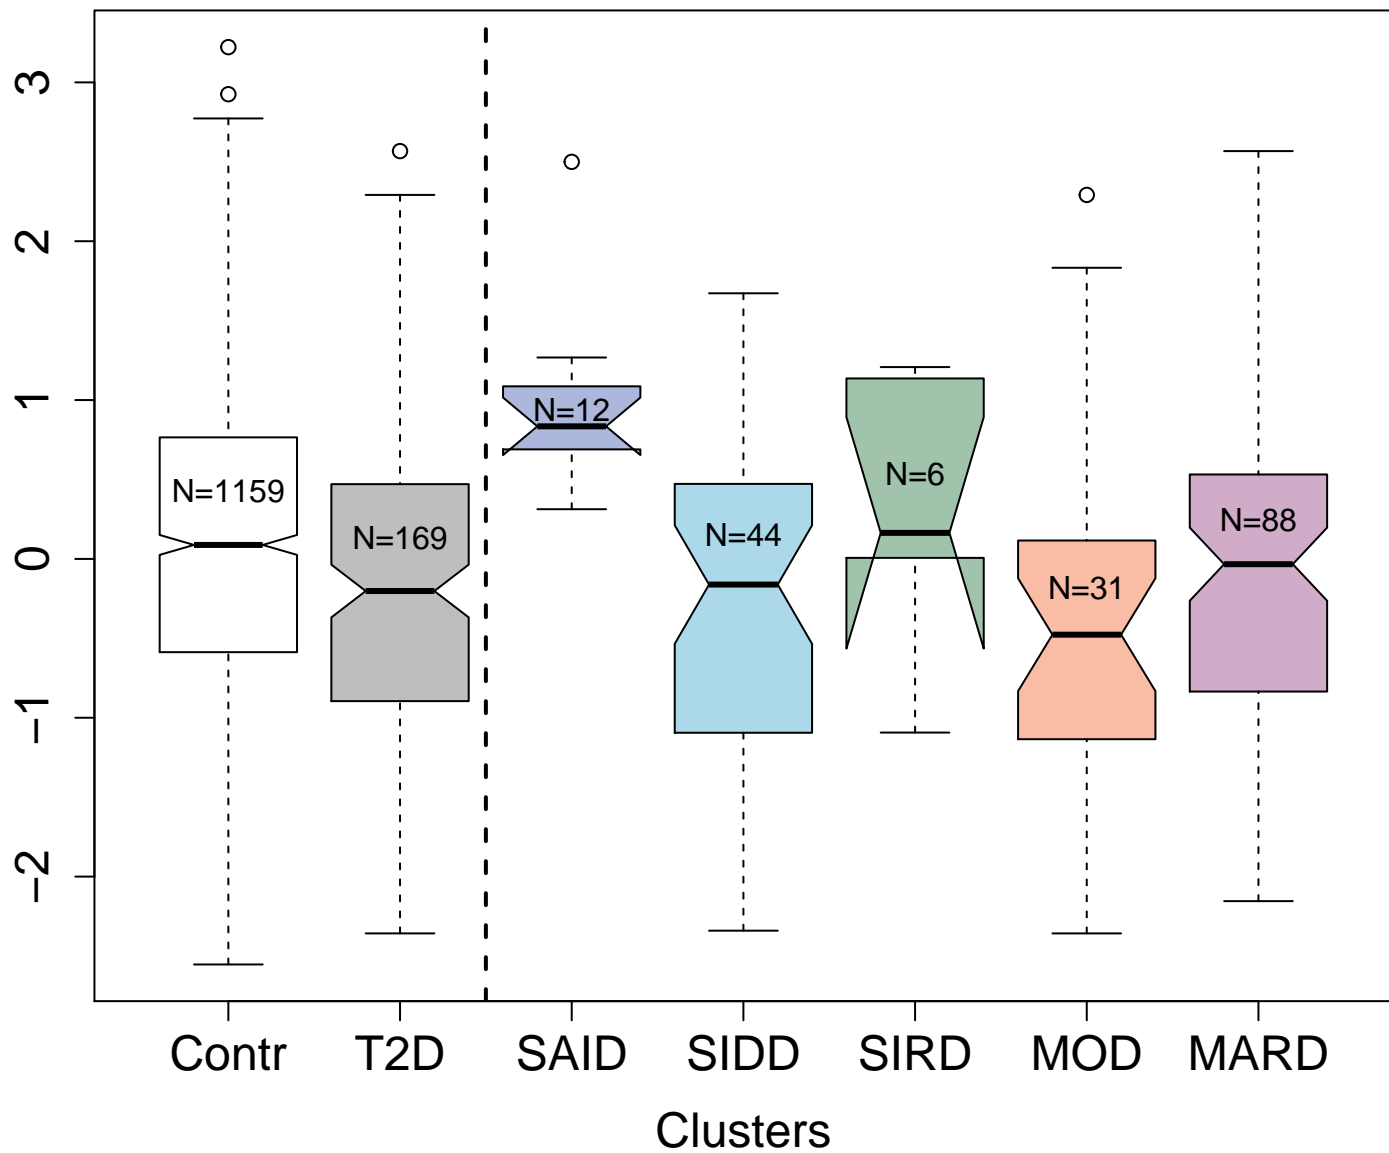 3
2
1
0
−1
−2
N=1159
N=169
N=12
N=44
N=6
N=31
N=88
Contr T2D SAID SIDD SIRD MOD MARD
Clusters